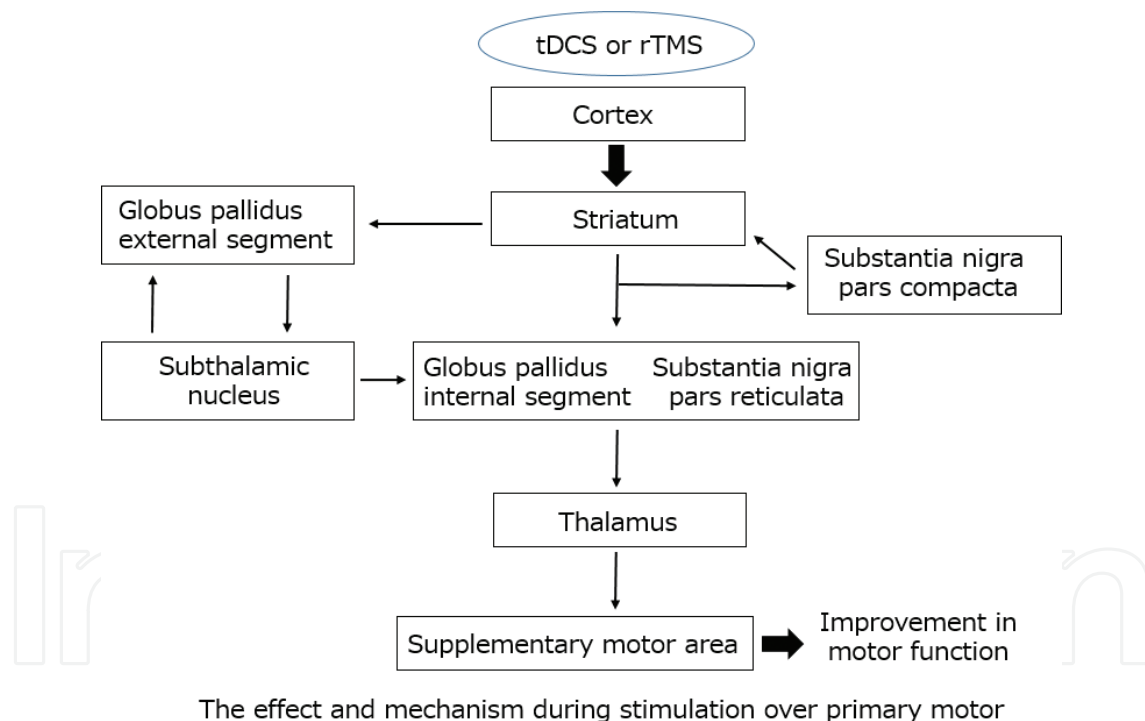 tDCS or rTMS
Cortex
Striatum
Globus pallidus
external segment
Substantia nigra
pars compacta
Subthalamic
nucleus
Globus pallidus
internal segment
Substantia nigra
pars reticulata
Thalamus
Supplementary motor area
Improvement in
motor function
The effect and mechanism during stimulation over primary motor